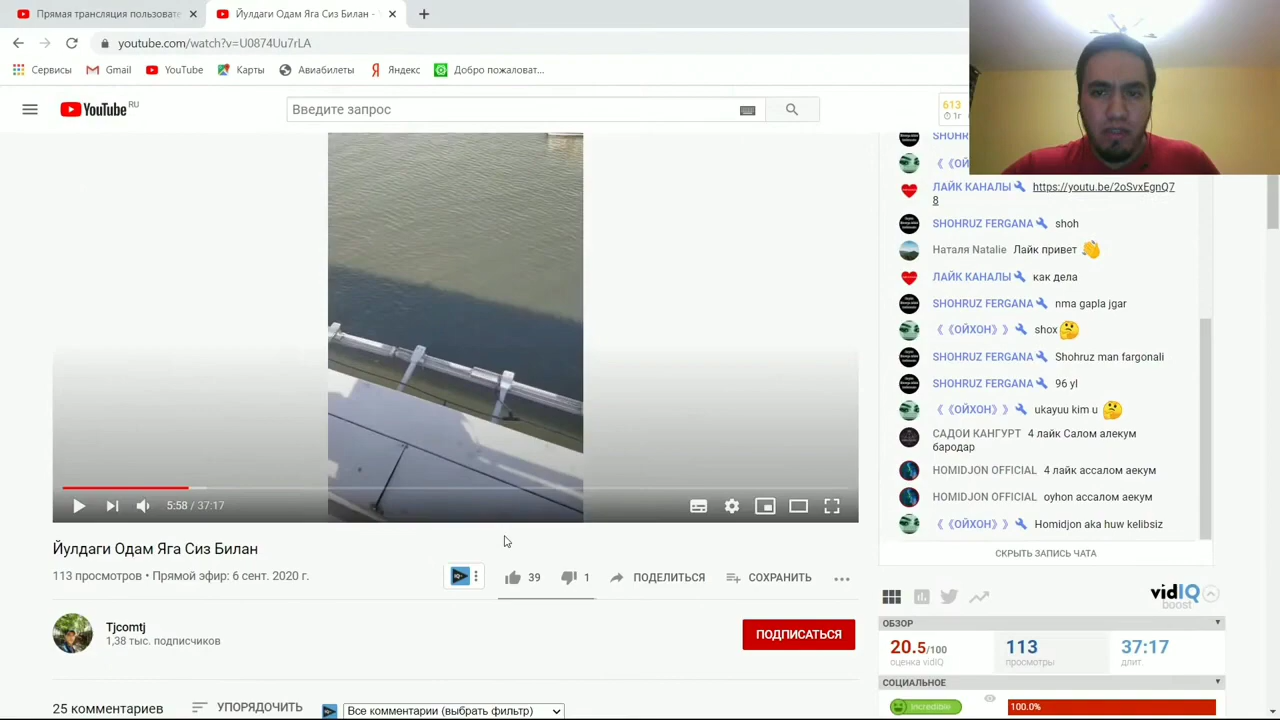 Прямая трансляция пользовате
Йулдаги Одам Яга Сиз Билан -
youtube.com/watch?v=U0874Uu7rLA
Сервисы
Gmail
YouTube
Карты
Авиабилеты
Яндекс
Добро пожаловат...
YouTube RU
Введите запрос
613
1г
ЛАЙК КАНАЛЫ https://youtu.be/2oSvxEgnQ7
8
SHOHRUZ FERGANA shoh
Наталя Natalie Лайк привет
ЛАЙК КАНАЛЫ как дела
SHOHRUZ FERGANA nma gapla jgar
《《ОЙХОН》》 shox
SHOHRUZ FERGANA Shohruz man fargonali
SHOHRUZ FERGANA 96 yl
《《ОЙХОН》》 ukayuu kim u
САДОИ КАНГУРТ 4 лайк Салом алекум
бародар
HOMIDJON OFFICIAL 4 лайк ассалом аекум
HOMIDJON OFFICIAL oyhon ассалом аекум
《《ОЙХОН》》 Homidjon aka huw kelibsiz
СКРЫТЬ ЗАПИСЬ ЧАТА
5:58 / 37:17
Йулдаги Одам Яга Сиз Билан
113 просмотров • Прямой эфир: 6 сент. 2020 г.
39
1
ПОДЕЛИТЬСЯ
СОХРАНИТЬ
Tjcomtj
1,38 тыс. подписчиков
ПОДПИСАТЬСЯ
25 комментариев
УПОРЯДОЧИТЬ
Все комментарии (выбрать фильтр)
vidIQ
boost
ОБЗОР
20.5/100
оценка vidIQ
113
просмотры
37:17
длит.
СОЦИАЛЬНОЕ
Incredible
100.0%